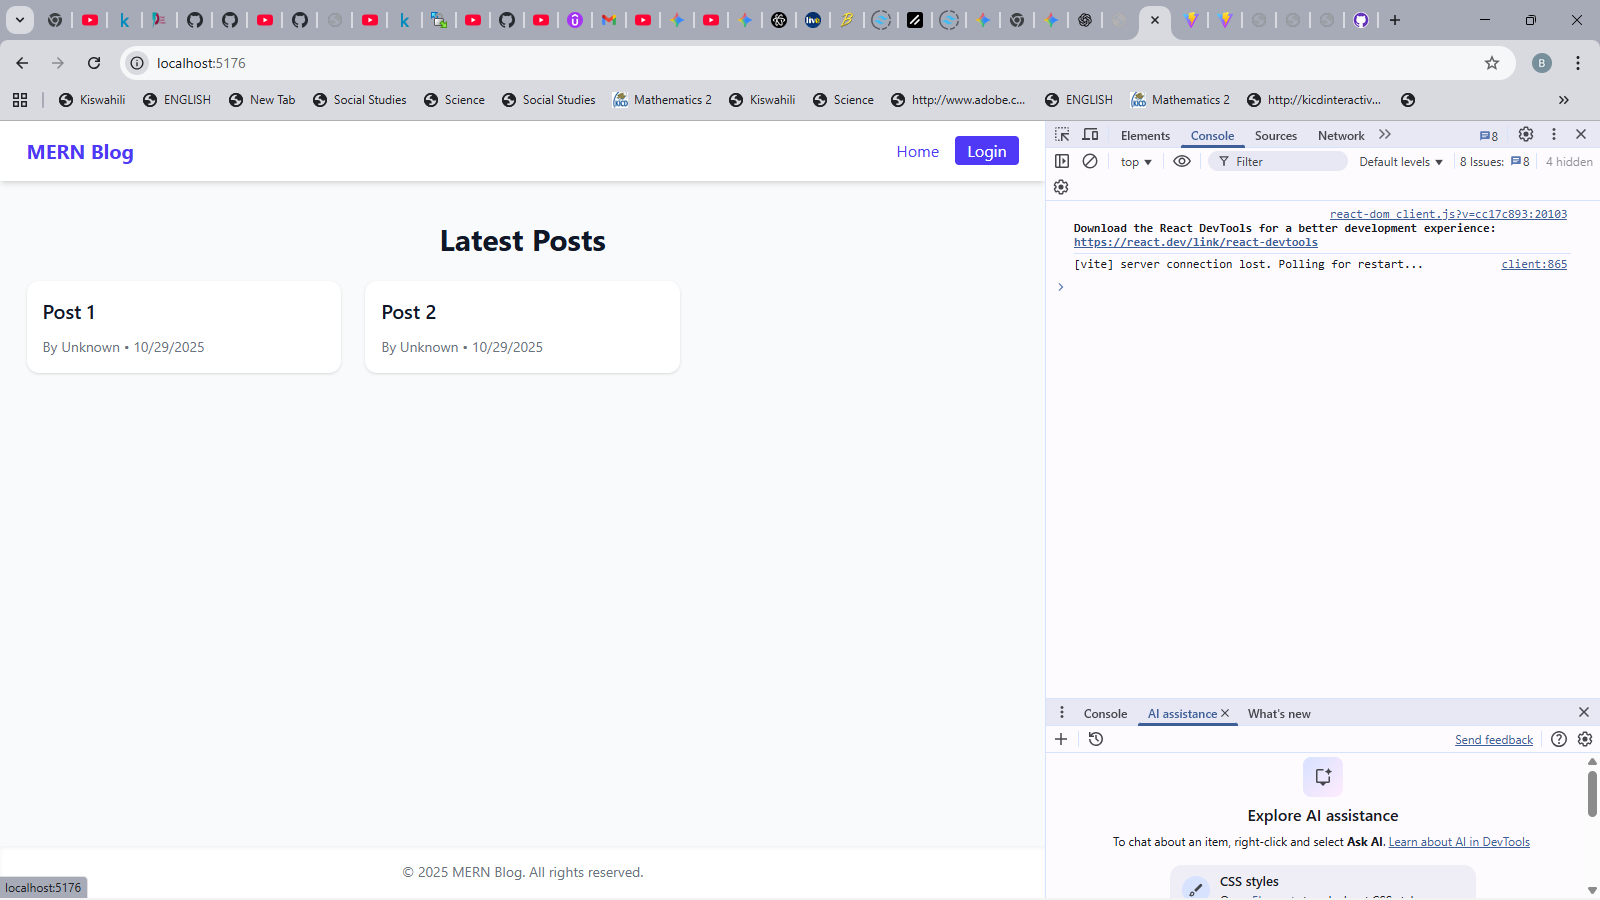 localhost:5176
B
Kiswahili
ENGLISH
New Tab
Social Studies
Science
Social Studies
Mathematics 2
Kiswahili
Science
http://www.adobe.c...
ENGLISH
Mathematics 2
http://kicdinteractiv...
MERN Blog
Home
Login
Latest Posts
Post 1
By Unknown • 10/29/2025
Post 2
By Unknown • 10/29/2025
© 2025 MERN Blog. All rights reserved.
localhost:5176
Elements
Console
Sources
Network
8
top
Filter
Default levels
8 Issues:
8
4 hidden
react-dom_client.js?v=cc17c893:20103
Download the React DevTools for a better development experience:
https://react.dev/link/react-devtools
[vite] server connection lost. Polling for restart...
client:865
Console
AI assistance
What's new
Send feedback
Explore AI assistance
To chat about an item, right-click and select Ask AI. Learn about AI in DevTools
CSS styles